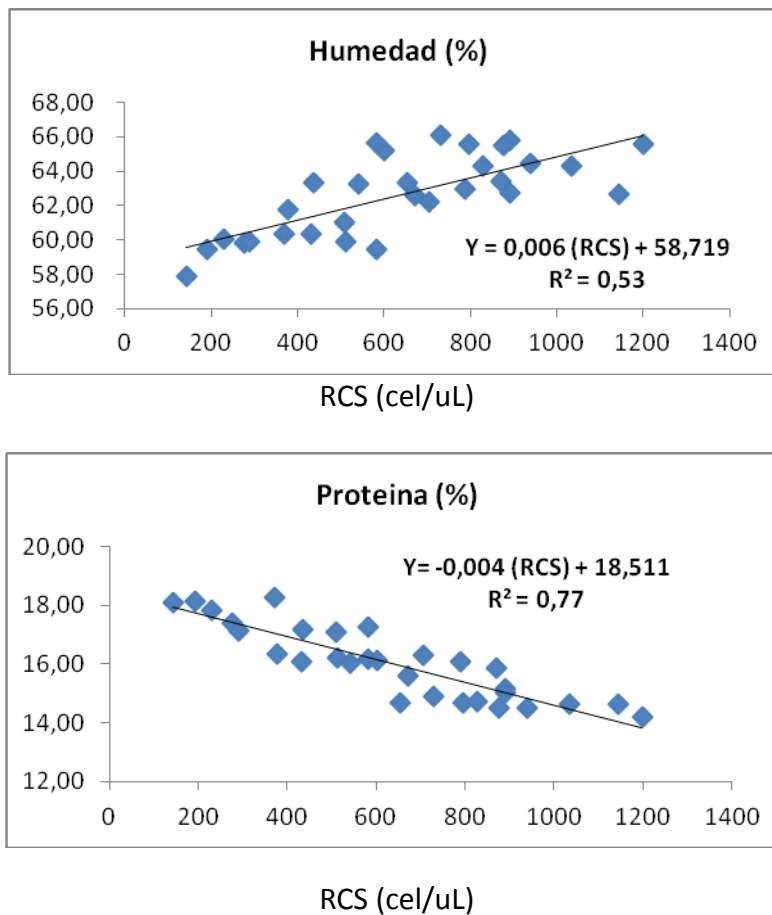 Humedad (%)
68,00
66,00
64,00
62,00
60,00
58,00
56,00
Y = 0,006 (RCS) + 58,719
R² = 0,53
0 200 400 600 800 1000 1200 1400
RCS (cel/uL)
Proteina (%)
20,00
18,00
16,00
14,00
12,00
Y= -0,004 (RCS) + 18,511
R² = 0,77
0 200 400 600 800 1000 1200 1400
RCS (cel/uL)